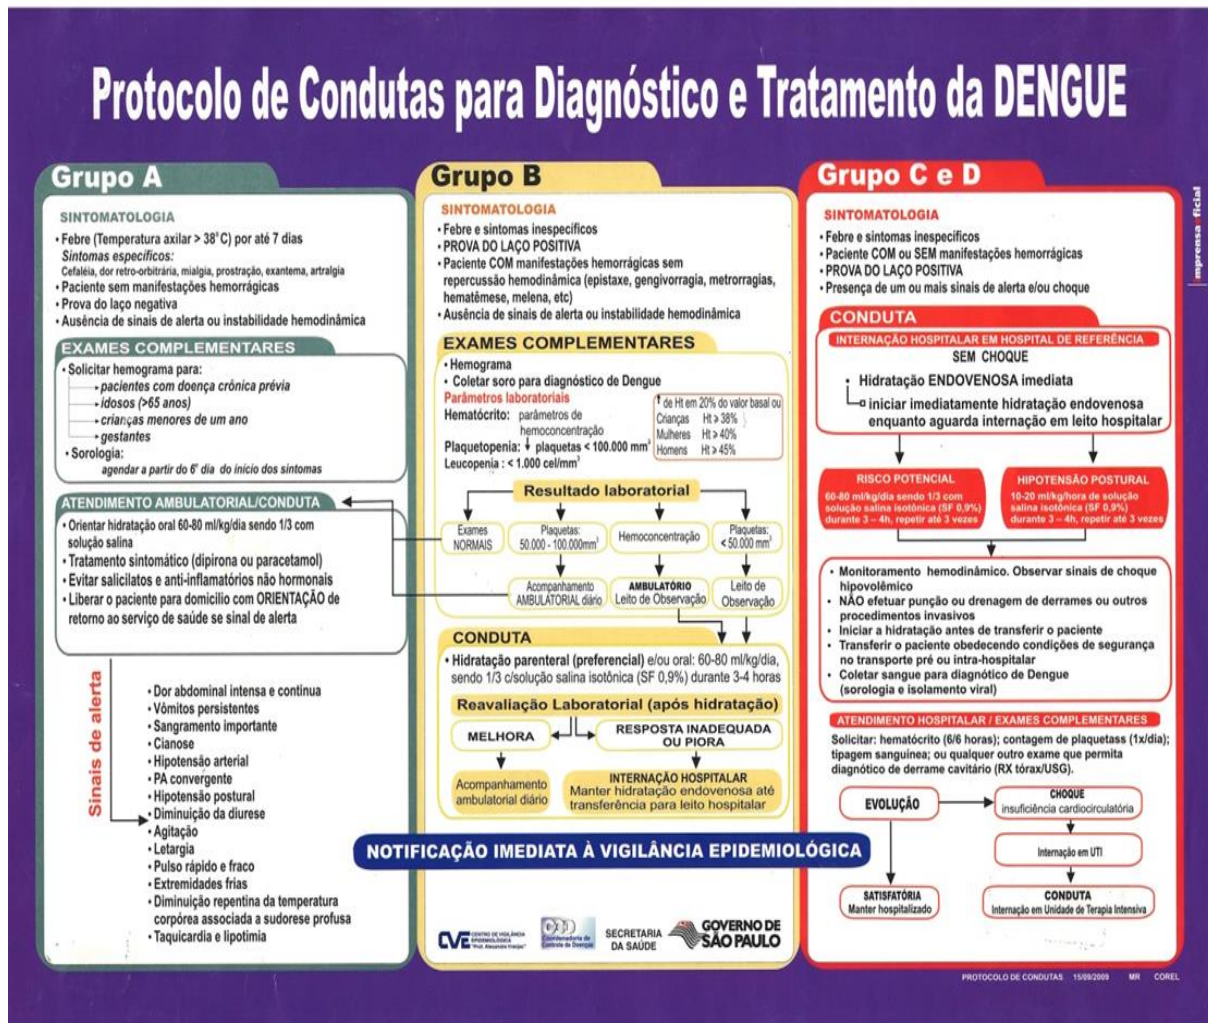 Protocolo de Condutas para Diagnóstico e Tratamento da DENGUE
Grupo A
SINTOMATOLOGIA
• Febre (Temperatura axilar > 38°C) por até 7 dias
Sintomas específicos:
Cefaléia, dor retro-orbitária, mialgia, prostração, exantema, artralgia
• Paciente sem manifestações hemorrágicas
• Prova do laço negativa
• Ausência de sinais de alerta ou instabilidade hemodinâmica
EXAMES COMPLEMENTARES
• Solicitar hemograma para:
pacientes com doença crônica prévia
idosos (>65 anos)
crianças menores de um ano
gestantes
• Sorologia:
agendar a partir do 6º dia do início dos sintomas
ATENDIMENTO AMBULATORIAL/CONDUTA
• Orientar hidratação oral 60-80 ml/kg/dia sendo 1/3 com
solução salina
• Tratamento sintomático (dipirona ou paracetamol)
• Evitar salicilatos e anti-inflamatórios não hormonais
• Liberar o paciente para domicilio com ORIENTAÇÃO de
retorno ao serviço de saúde se sinal de alerta
Sinais de alerta
• Dor abdominal intensa e continua
• Vômitos persistentes
• Sangramento importante
• Cianose
• Hipotensão arterial
• PA convergente
• Hipotensão postural
• Diminuição da diurese
• Agitação
• Letargia
• Pulso rápido e fraco
• Extremidades frias
• Diminuição repentina da temperatura
corpórea associada a sudorese profusa
• Taquicardia e lipotimia
Grupo B
SINTOMATOLOGIA
• Febre e sintomas inespecíficos
• PROVA DO LAÇO POSITIVA
• Paciente COM manifestações hemorrágicas sem
repercussão hemodinâmica (epistaxe, gengivorragia, metrorragias,
hematêmese, melena, etc)
• Ausência de sinais de alerta ou instabilidade hemodinâmica
EXAMES COMPLEMENTARES
• Hemograma
• Coletar soro para diagnóstico de Dengue
Parâmetros laboratoriais
Hematócrito: parâmetros de
hemoconcentração
Plaquetopenia: ↓ plaquetas < 100.000 mm³
Leucopenia : < 1.000 cel/mm³
↑ de Ht em 20% do valor basal ou
Crianças Ht ≥ 38%
Mulheres Ht ≥ 40%
Homens Ht ≥ 45%
Resultado laboratorial
Exames
NORMAIS
Plaquetas:
50.000 - 100.000mm³
Hemoconcentração
Plaquetas:
< 50.000 mm³
Acompanhamento
AMBULATORIAL diário
AMBULATÓRIO
Leito de Observação
Leito de
Observação
CONDUTA
• Hidratação parenteral (preferencial) e/ou oral: 60-80 ml/kg/dia,
sendo 1/3 c/solução salina isotônica (SF 0,9%) durante 3-4 horas
Reavaliação Laboratorial (após hidratação)
MELHORA
RESPOSTA INADEQUADA
OU PIORA
Acompanhamento
ambulatorial diário
INTERNAÇÃO HOSPITALAR
Manter hidratação endovenosa até
transferência para leito hospitalar
NOTIFICAÇÃO IMEDIATA À VIGILÂNCIA EPIDEMIOLÓGICA
CVE CENTRO DE VIGILÂNCIA
EPIDEMIOLÓGICA
"Prof. Alexandre Vranjac"
Coordenadoria de
Controle de Doenças
SECRETARIA
DA SAÚDE
GOVERNO DE
SÃO PAULO
Grupo C e D
SINTOMATOLOGIA
• Febre e sintomas inespecíficos
• Paciente COM ou SEM manifestações hemorrágicas
• PROVA DO LAÇO POSITIVA
• Presença de um ou mais sinais de alerta e/ou choque
CONDUTA
INTERNAÇÃO HOSPITALAR EM HOSPITAL DE REFERÊNCIA
SEM CHOQUE
• Hidratação ENDOVENOSA imediata
iniciar imediatamente hidratação endovenosa
enquanto aguarda internação em leito hospitalar
RISCO POTENCIAL
60-80 ml/kg/dia sendo 1/3 com
solução salina isotônica (SF 0,9%)
durante 3 – 4h, repetir até 3 vezes
HIPOTENSÃO POSTURAL
10-20 ml/kg/hora de solução
salina isotônica (SF 0,9%)
durante 3 – 4h, repetir até 3 vezes
• Monitoramento hemodinâmico. Observar sinais de choque
hipovolêmico
• NÃO efetuar punção ou drenagem de derrames ou outros
procedimentos invasivos
• Iniciar a hidratação antes de transferir o paciente
• Transferir o paciente obedecendo condições de segurança
no transporte pré ou intra-hospitalar
• Coletar sangue para diagnóstico de Dengue
(sorologia e isolamento viral)
ATENDIMENTO HOSPITALAR / EXAMES COMPLEMENTARES
Solicitar: hematócrito (6/6 horas); contagem de plaquetass (1x/dia);
tipagem sanguinea; ou qualquer outro exame que permita
diagnóstico de derrame cavitário (RX tórax/USG).
EVOLUÇÃO
CHOQUE
insuficiência cardiocirculatória
Internação em UTI
SATISFATÓRIA
Manter hospitalizado
CONDUTA
Internação em Unidade de Terapia Intensiva
imprensaoficial
PROTOCOLO DE CONDUTAS 15/09/2009 MR COREL